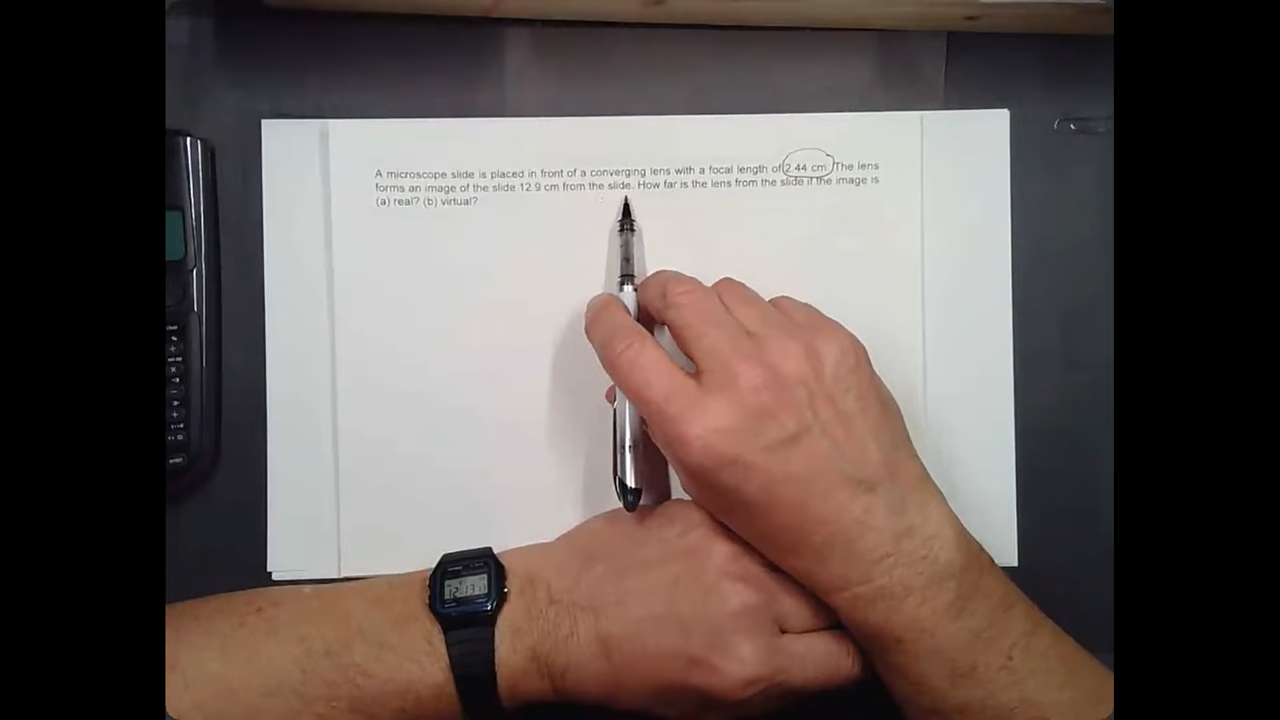 A microscope slide is placed in front of a converging lens with a focal length of 2.44 cm. The lens
forms an image of the slide 12.9 cm from the slide. How far is the lens from the slide if the image is
(a) real? (b) virtual?